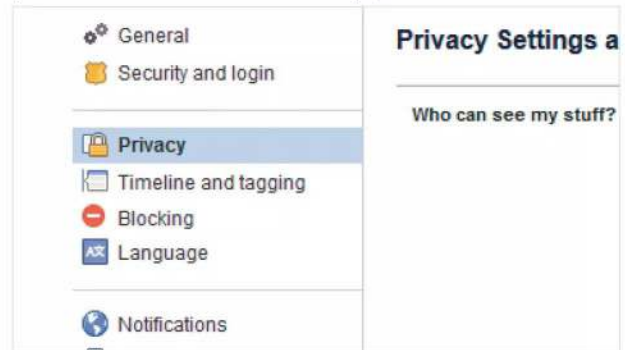 General
Security and login
Privacy
Timeline and tagging
Blocking
Language
Notifications
Privacy Settings a
Who can see my stuff?